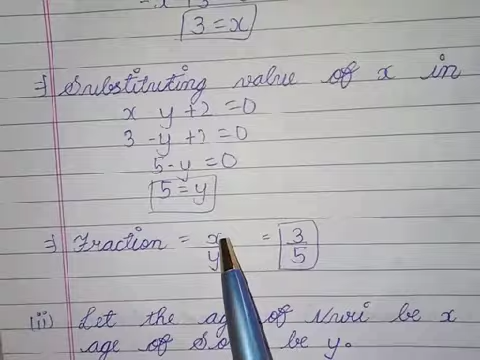 3 = x
⇒ Substituting value of x in
x y + 2 = 0
3 - y + 2 = 0
5 - y = 0
5 = y
⇒ Fraction = x/y = 3/5
(ii) Let the age of Nuri be x
age of be y.